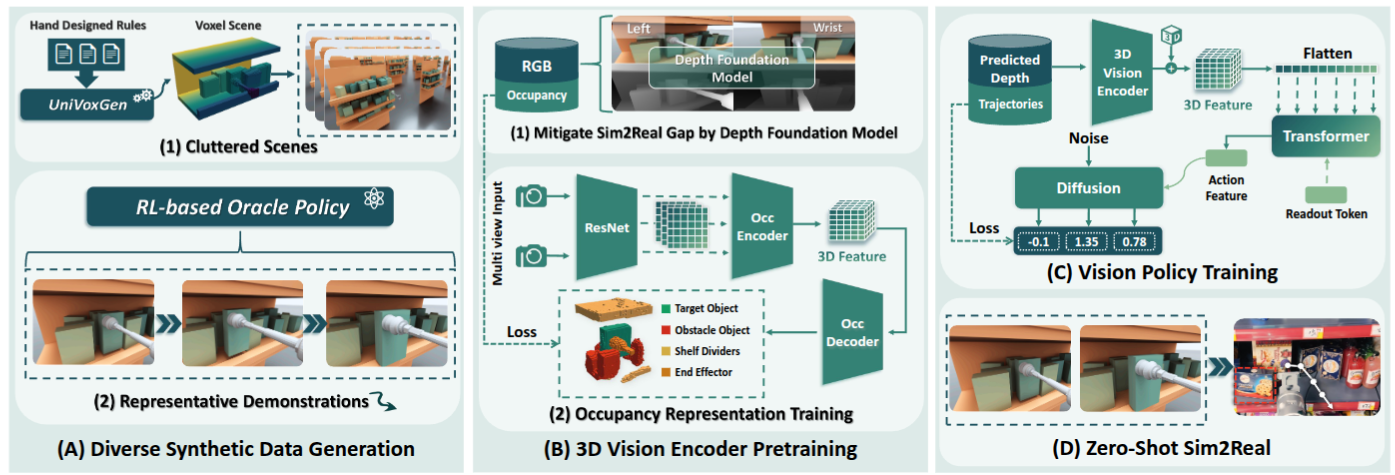 Hand Designed Rules
Voxel Scene
UniVoxGen
(1) Cluttered Scenes
RL-based Oracle Policy
(2) Representative Demonstrations
(A) Diverse Synthetic Data Generation
RGB
Occupancy
Left
Wrist
Depth Foundation
Model
(1) Mitigate Sim2Real Gap by Depth Foundation Model
Multi view Input
ResNet
Occ
Encoder
3D Feature
Loss
Target Object
Obstacle Object
Shelf Dividers
End Effector
Occ
Decoder
(2) Occupancy Representation Training
(B) 3D Vision Encoder Pretraining
Predicted
Depth
Trajectories
3D
Vision
Encoder
3D
3D Feature
Flatten
Transformer
Noise
Action
Feature
Readout Token
Diffusion
Loss
-0.1
1.35
0.78
(C) Vision Policy Training
(D) Zero-Shot Sim2Real